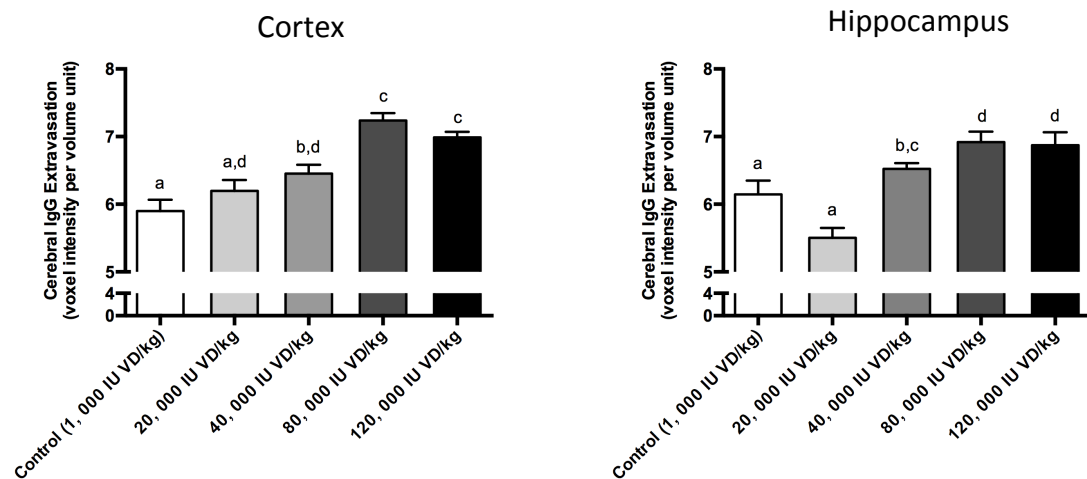 Cortex
Cerebral IgG Extravasation
(voxel intensity per volume unit)
8
7
6
5
4
0
a
a,d
b,d
c
c
Control (1, 000 IU VD/kg)
20, 000 IU VD/kg
40, 000 IU VD/kg
80, 000 IU VD/kg
120, 000 IU VD/kg
Hippocampus
Cerebral IgG Extravasation
(voxel intensity per volume unit)
8
7
6
5
4
0
a
a
b,c
d
d
Control (1, 000 IU VD/kg)
20, 000 IU VD/kg
40, 000 IU VD/kg
80, 000 IU VD/kg
120, 000 IU VD/kg